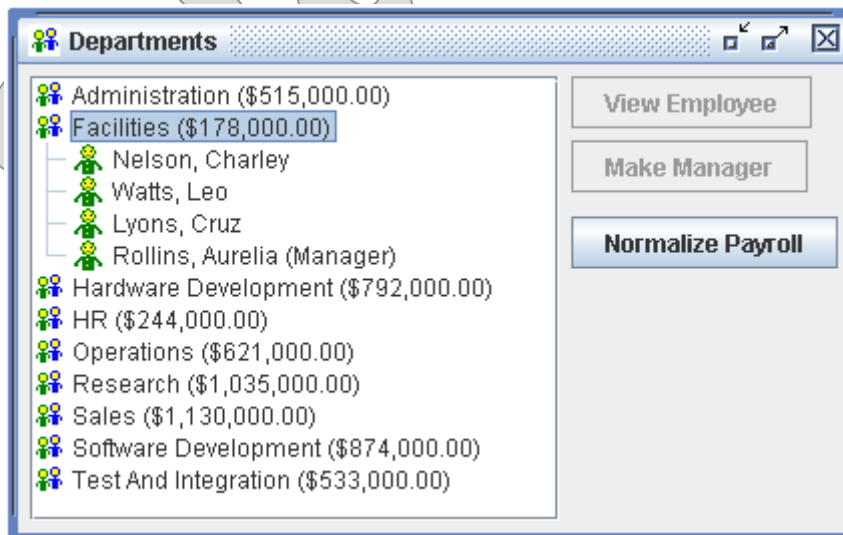 Departments
Administration ($515,000.00)
Facilities ($178,000.00)
Nelson, Charley
Watts, Leo
Lyons, Cruz
Rollins, Aurelia (Manager)
Hardware Development ($792,000.00)
HR ($244,000.00)
Operations ($621,000.00)
Research ($1,035,000.00)
Sales ($1,130,000.00)
Software Development ($874,000.00)
Test And Integration ($533,000.00)
View Employee
Make Manager
Normalize Payroll